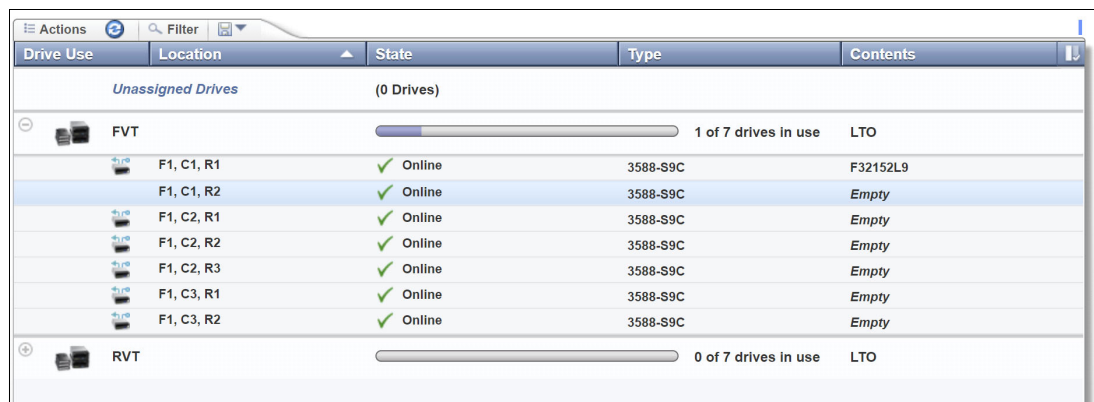 Actions Filter
Drive Use Location State Type Contents
Unassigned Drives (0 Drives)
FVT 1 of 7 drives in use LTO
F1, C1, R1 Online 3588-S9C F32152L9
F1, C1, R2 Online 3588-S9C Empty
F1, C2, R1 Online 3588-S9C Empty
F1, C2, R2 Online 3588-S9C Empty
F1, C2, R3 Online 3588-S9C Empty
F1, C3, R1 Online 3588-S9C Empty
F1, C3, R2 Online 3588-S9C Empty
RVT 0 of 7 drives in use LTO